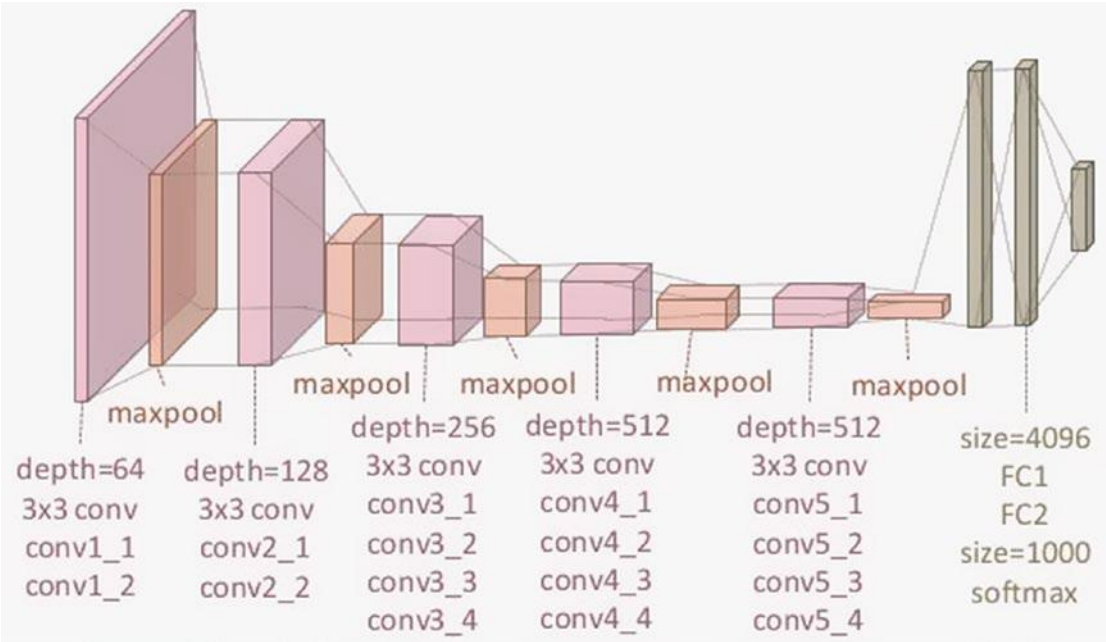 maxpool
maxpool
maxpool
maxpool
maxpool
depth=64
3x3 conv
conv1_1
conv1_2
depth=128
3x3 conv
conv2_1
conv2_2
depth=256
3x3 conv
conv3_1
conv3_2
conv3_3
conv3_4
depth=512
3x3 conv
conv4_1
conv4_2
conv4_3
conv4_4
depth=512
3x3 conv
conv5_1
conv5_2
conv5_3
conv5_4
size=4096
FC1
FC2
size=1000
softmax